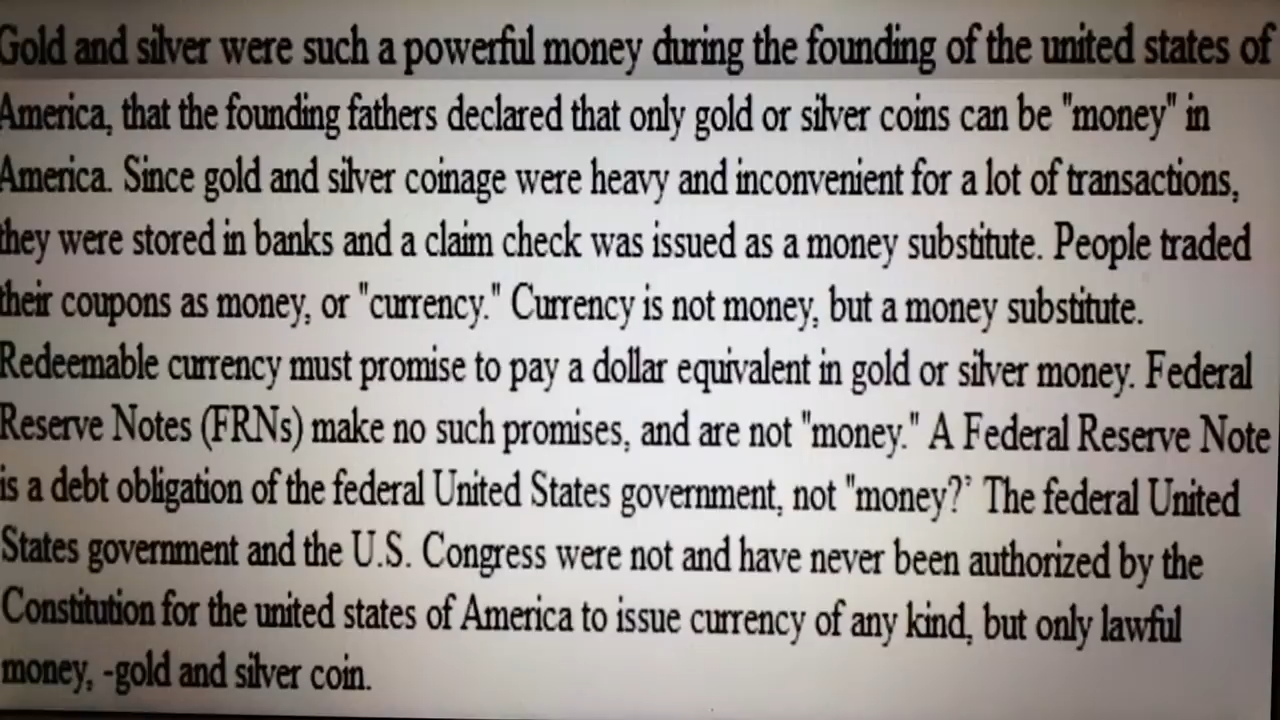 Gold and silver were such a powerful money during the founding of the united states of
America, that the founding fathers declared that only gold or silver coins can be "money" in
America. Since gold and silver coinage were heavy and inconvenient for a lot of transactions,
they were stored in banks and a claim check was issued as a money substitute. People traded
their coupons as money, or "currency." Currency is not money, but a money substitute.
Redeemable currency must promise to pay a dollar equivalent in gold or silver money. Federal
Reserve Notes (FRNs) make no such promises, and are not "money." A Federal Reserve Note
is a debt obligation of the federal United States government, not "money?' The federal United
States government and the U.S. Congress were not and have never been authorized by the
Constitution for the united states of America to issue currency of any kind, but only lawful
money, -gold and silver coin.